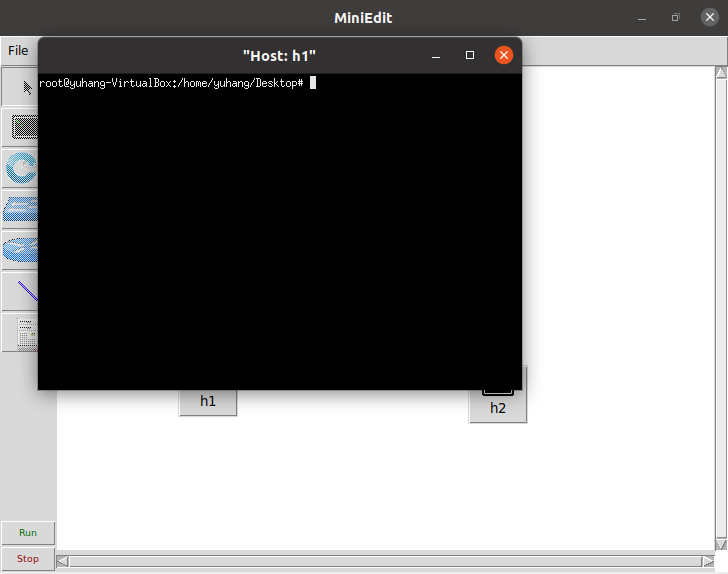 MiniEdit
File
"Host: h1"
root@yuhang-VirtualBox:/home/yuhang/Desktop#
h1
h2
Run
Stop